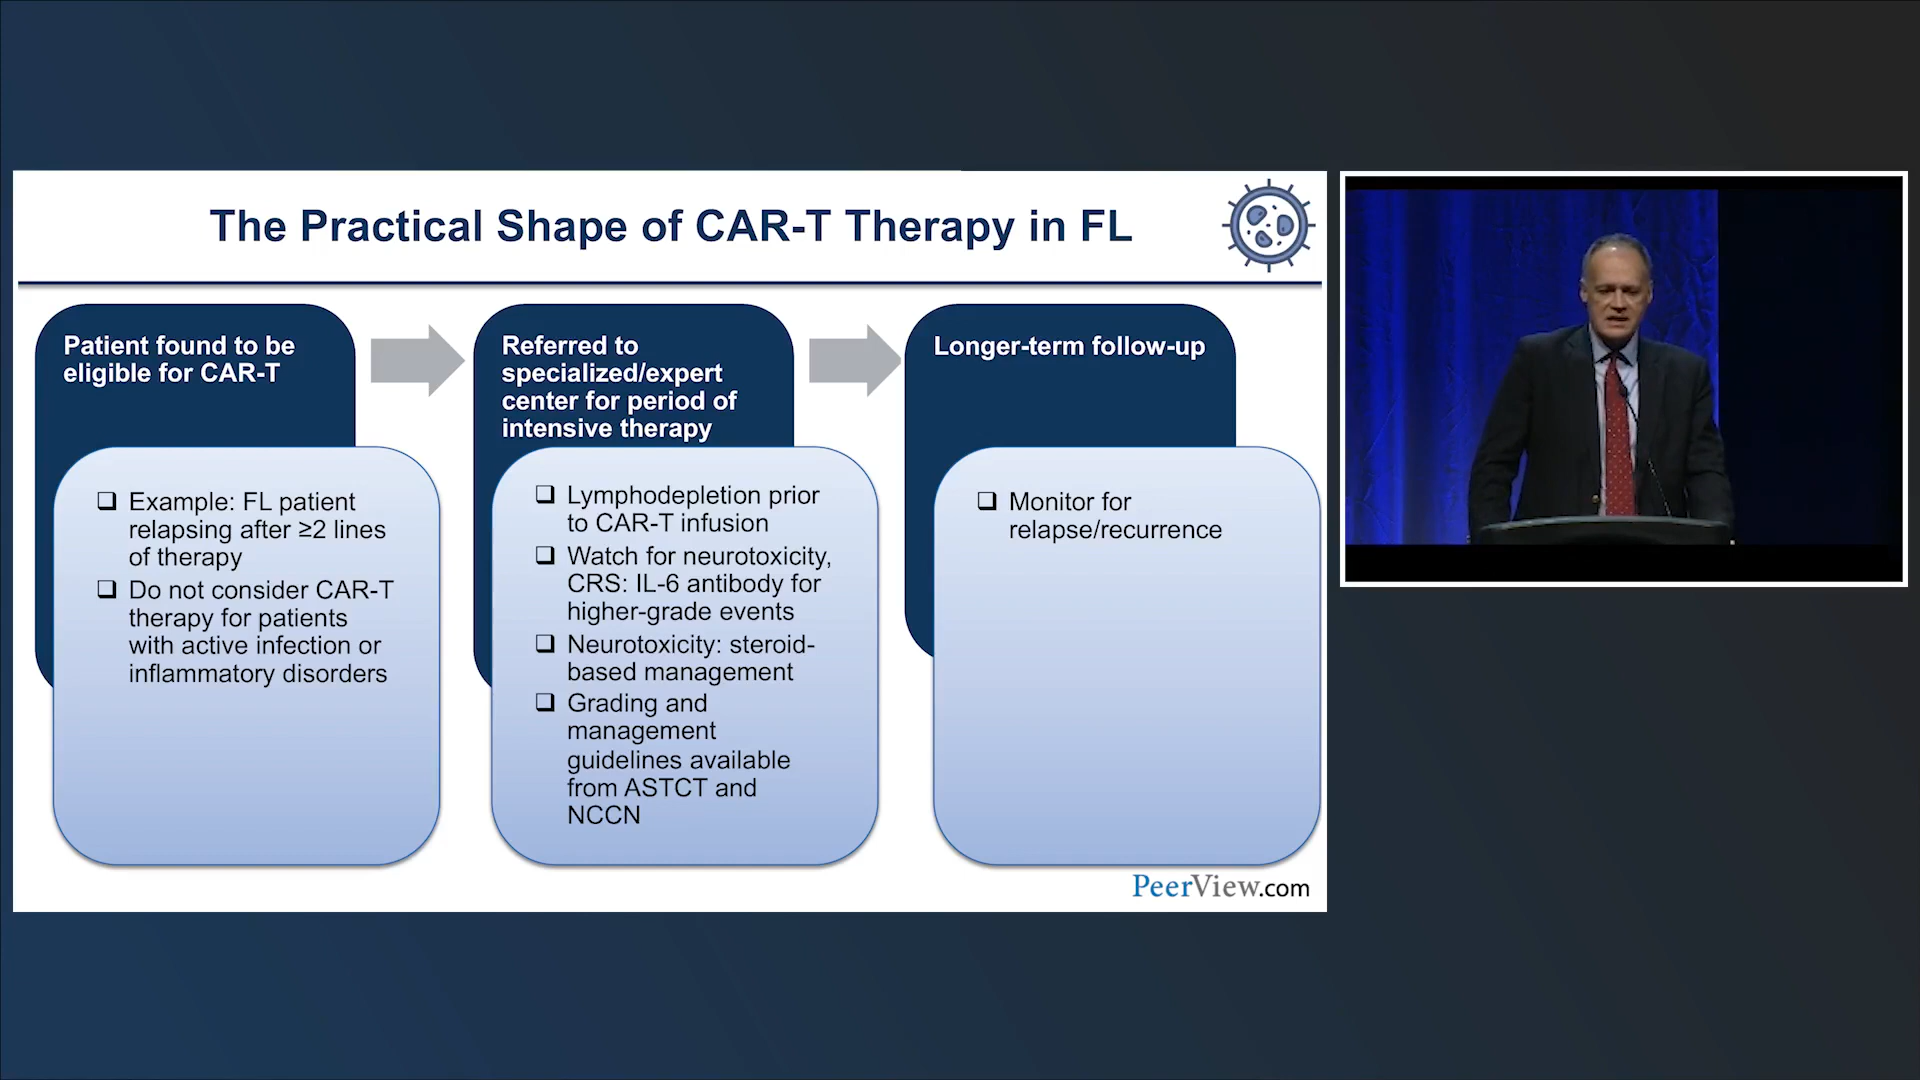 The Practical Shape of CAR-T Therapy in FL
Patient found to be
eligible for CAR-T
❑ Example: FL patient
relapsing after ≥2 lines
of therapy
❑ Do not consider CAR-T
therapy for patients
with active infection or
inflammatory disorders
Referred to
specialized/expert
center for period of
intensive therapy
❑ Lymphodepletion prior
to CAR-T infusion
❑ Watch for neurotoxicity,
CRS: IL-6 antibody for
higher-grade events
❑ Neurotoxicity: steroid-
based management
❑ Grading and
management
guidelines available
from ASTCT and
NCCN
Longer-term follow-up
❑ Monitor for
relapse/recurrence
PeerView.com